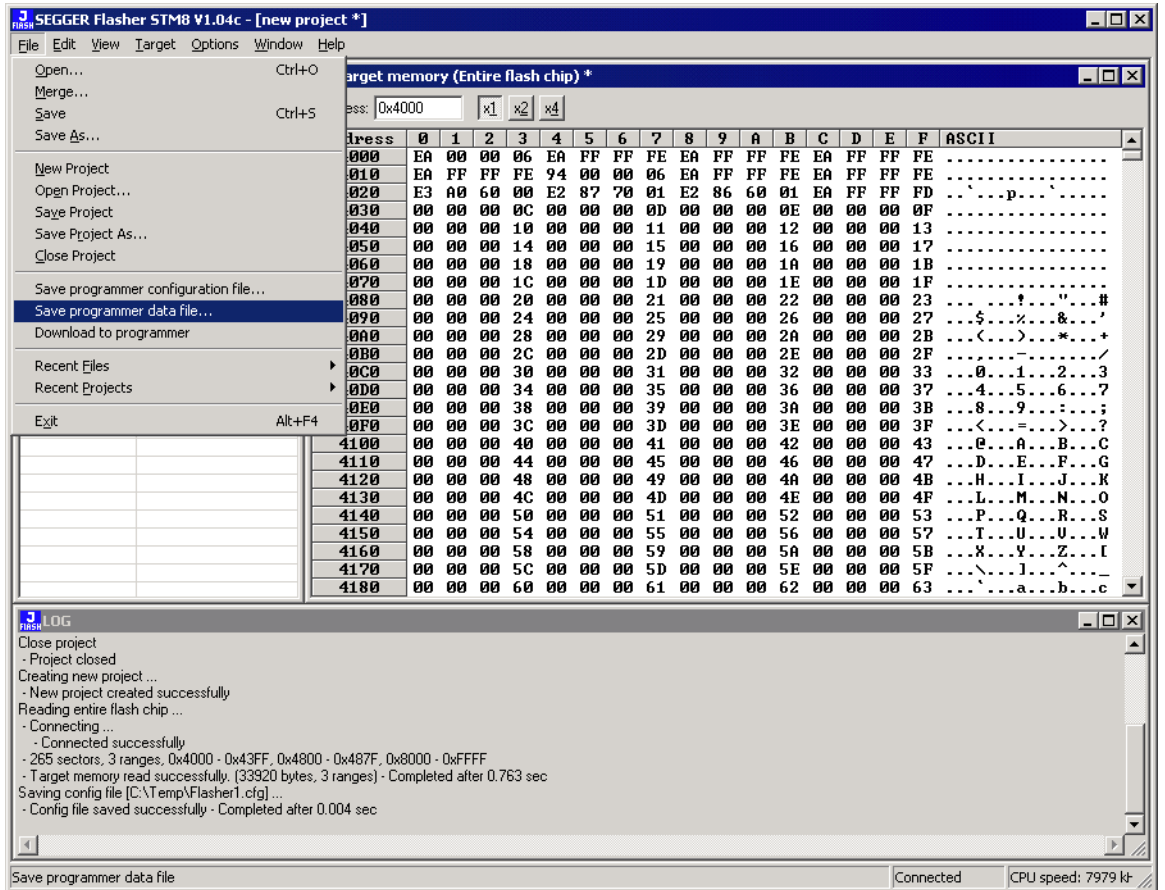 SEGGER Flasher STM8 V1.04c - [new project *]
File Edit View Target Options Window Help
Open... Ctrl+O
Merge...
Save Ctrl+S
Save As...
New Project
Open Project...
Save Project
Save Project As...
Close Project
Save programmer configuration file...
Save programmer data file...
Download to programmer
Recent Files
Recent Projects
Exit Alt+F4
arget memory (Entire flash chip) *
ess: 0x4000 x1 x2 x4
dress 0 1 2 3 4 5 6 7 8 9 A B C D E F ASCII
4000 EA 00 00 06 EA FF FF FE EA FF FF FE EA FF FF FE ................
4010 EA FF FF FE 94 00 00 06 EA FF FF FE EA FF FF FE ................
4020 E3 A0 60 00 E2 87 70 01 E2 86 60 01 EA FF FF FD ..`...p...`.....
4030 00 00 00 0C 00 00 00 0D 00 00 00 0E 00 00 00 0F ................
4040 00 00 00 10 00 00 00 11 00 00 00 12 00 00 00 13 ................
4050 00 00 00 14 00 00 00 15 00 00 00 16 00 00 00 17 ................
4060 00 00 00 18 00 00 00 19 00 00 00 1A 00 00 00 1B ................
4070 00 00 00 1C 00 00 00 1D 00 00 00 1E 00 00 00 1F ................
4080 00 00 00 20 00 00 00 21 00 00 00 22 00 00 00 23 ... ...!..."...#
4090 00 00 00 24 00 00 00 25 00 00 00 26 00 00 00 27 ...$...%...&...'
40A0 00 00 00 28 00 00 00 29 00 00 00 2A 00 00 00 2B ...(...)...*...+
40B0 00 00 00 2C 00 00 00 2D 00 00 00 2E 00 00 00 2F ...,...-......./
40C0 00 00 00 30 00 00 00 31 00 00 00 32 00 00 00 33 ...0...1...2...3
40D0 00 00 00 34 00 00 00 35 00 00 00 36 00 00 00 37 ...4...5...6...7
40E0 00 00 00 38 00 00 00 39 00 00 00 3A 00 00 00 3B ...8...9...:...;
40F0 00 00 00 3C 00 00 00 3D 00 00 00 3E 00 00 00 3F ...<...=...>...?
4100 00 00 00 40 00 00 00 41 00 00 00 42 00 00 00 43 ...@...A...B...C
4110 00 00 00 44 00 00 00 45 00 00 00 46 00 00 00 47 ...D...E...F...G
4120 00 00 00 48 00 00 00 49 00 00 00 4A 00 00 00 4B ...H...I...J...K
4130 00 00 00 4C 00 00 00 4D 00 00 00 4E 00 00 00 4F ...L...M...N...O
4140 00 00 00 50 00 00 00 51 00 00 00 52 00 00 00 53 ...P...Q...R...S
4150 00 00 00 54 00 00 00 55 00 00 00 56 00 00 00 57 ...T...U...V...W
4160 00 00 00 58 00 00 00 59 00 00 00 5A 00 00 00 5B ...X...Y...Z...[
4170 00 00 00 5C 00 00 00 5D 00 00 00 5E 00 00 00 5F ...\...]...^..._
4180 00 00 00 60 00 00 00 61 00 00 00 62 00 00 00 63 ...`...a...b...c
LOG
Close project
- Project closed
Creating new project ...
- New project created successfully
Reading entire flash chip ...
- Connecting ...
- Connected successfully
- 265 sectors, 3 ranges, 0x4000 - 0x43FF, 0x4800 - 0x487F, 0x8000 - 0xFFFF
- Target memory read successfully. (33920 bytes, 3 ranges) - Completed after 0.763 sec
Saving config file [C:\Temp\Flasher1.cfg] ...
- Config file saved successfully - Completed after 0.004 sec
Save programmer data file Connected CPU speed: 7979 kH